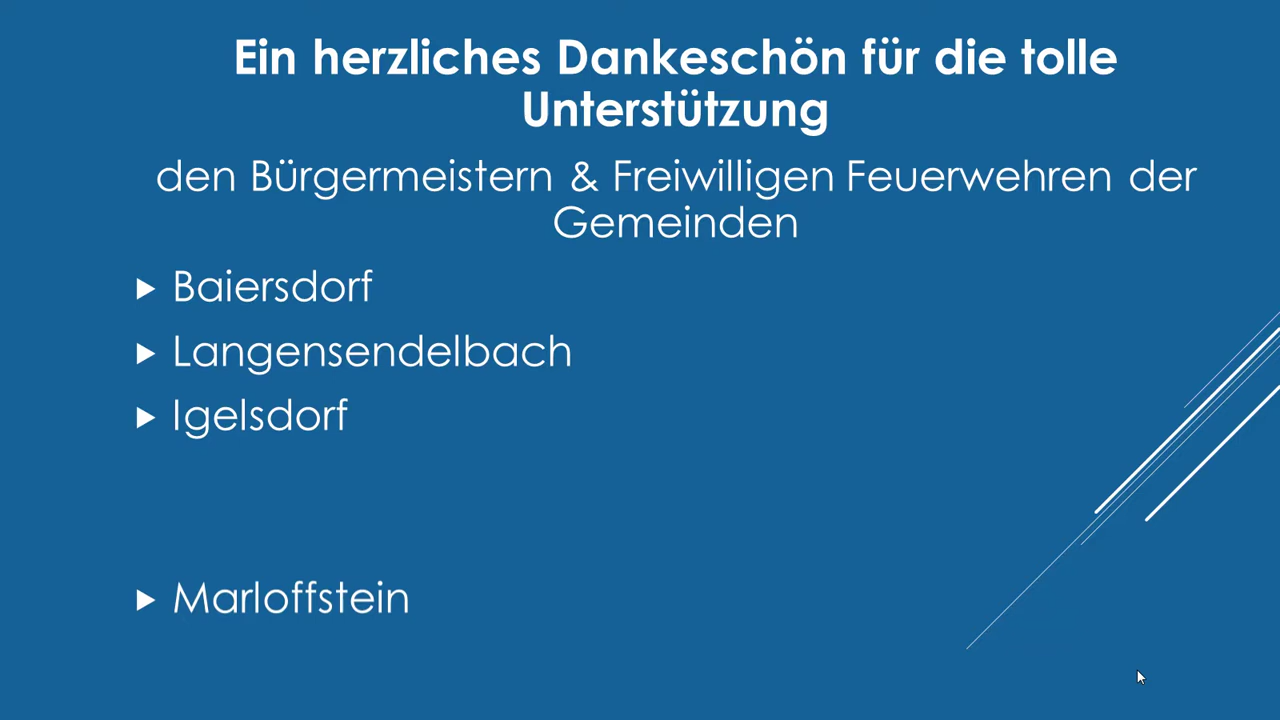 Ein herzliches Dankeschön für die tolle
Unterstützung
den Bürgermeistern & Freiwilligen Feuerwehren der
Gemeinden
Baiersdorf
Langensendelbach
Igelsdorf
Marloffstein